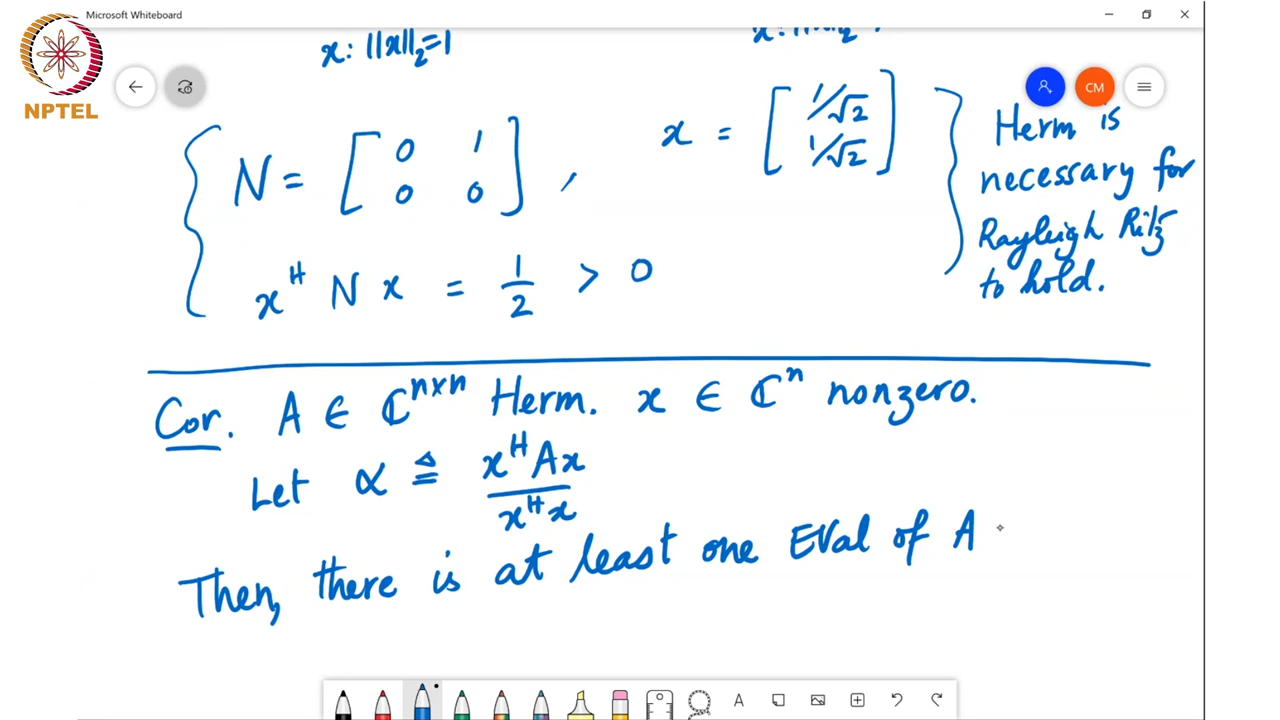 Microsoft Whiteboard
NPTEL
x: ||x||₂=1
CM
N = [ 0 1
0 0 ] ,
x = [ 1/√2
1/√2 ]
Herm is
necessary for
Rayleigh Ritz
to hold.
x^H N x = 1/2 > 0
Cor. A ∈ ℂ^{n×n} Herm. x ∈ ℂ^n nonzero.
Let α ≜ x^H A x / x^H x
Then, there is at least one EVal of A
A